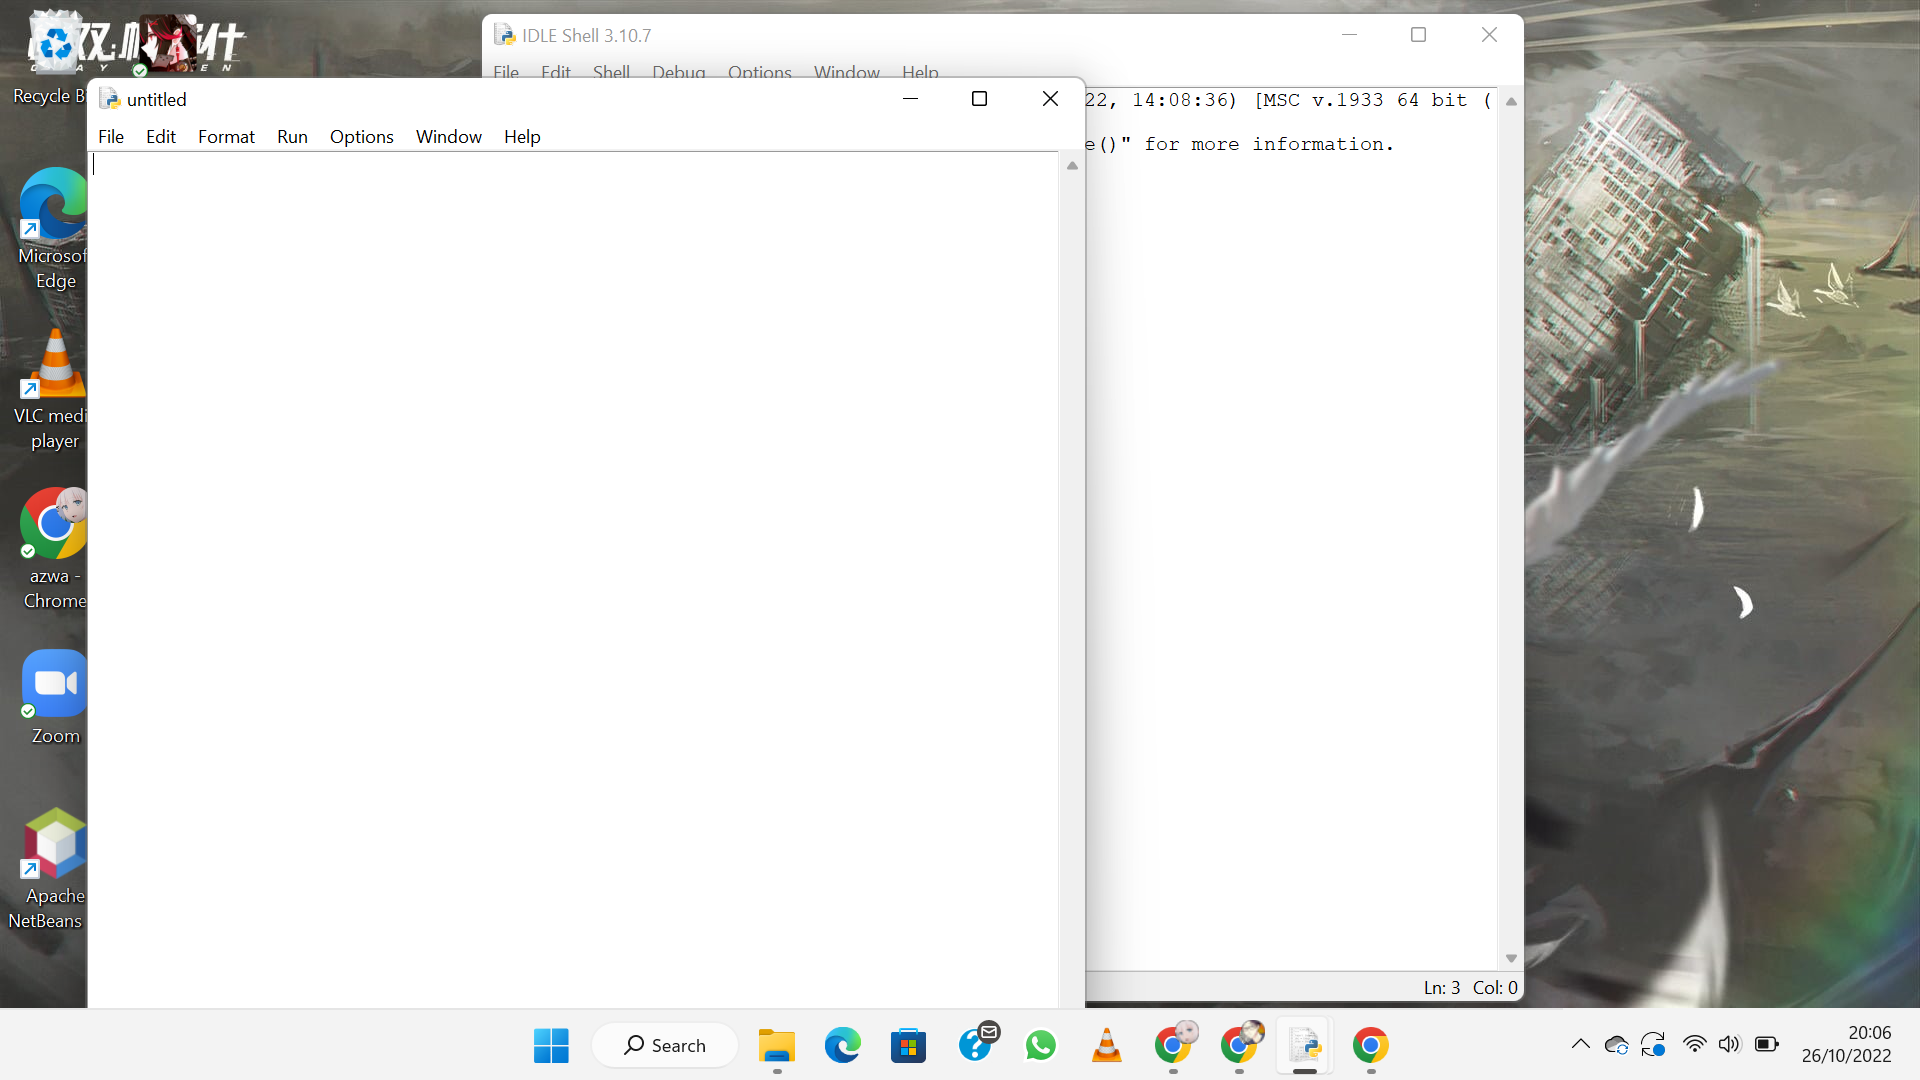 IDLE Shell 3.10.7
File Edit Shell Debug Options Window Help
22, 14:08:36) [MSC v.1933 64 bit (
e()" for more information.
Ln: 3 Col: 0
untitled
File Edit Format Run Options Window Help
Recycle B
Microsof
Edge
VLC medi
player
azwa -
Chrome
Zoom
Apache
NetBeans
Search
20:06
26/10/2022